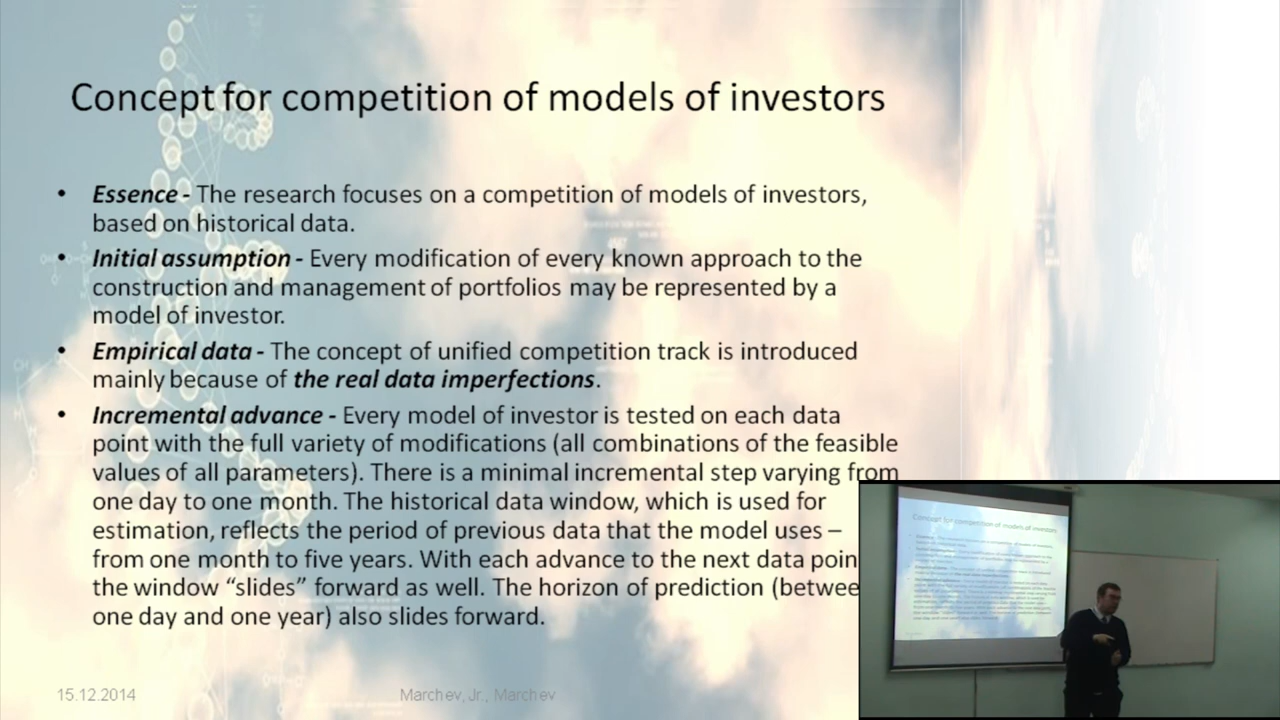 Concept for competition of models of investors
• Essence - The research focuses on a competition of models of investors,
based on historical data.
• Initial assumption - Every modification of every known approach to the
construction and management of portfolios may be represented by a
model of investor.
• Empirical data - The concept of unified competition track is introduced
mainly because of the real data imperfections.
• Incremental advance - Every model of investor is tested on each data
point with the full variety of modifications (all combinations of the feasible
values of all parameters). There is a minimal incremental step varying from
one day to one month. The historical data window, which is used for
estimation, reflects the period of previous data that the model uses –
from one month to five years. With each advance to the next data poin
the window “slides” forward as well. The horizon of prediction (betwee
one day and one year) also slides forward.
15.12.2014
Marchev, Jr., Marchev
Concept for competition of models of investors